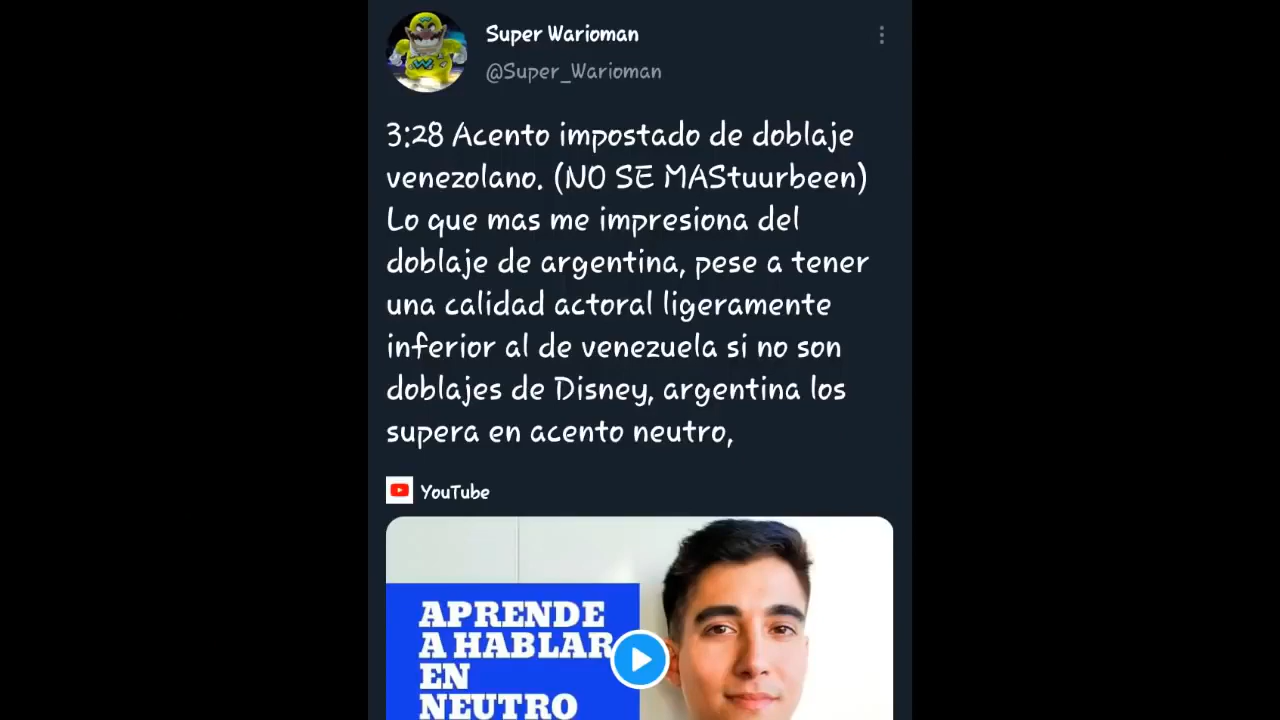 Super Warioman
@Super_Warioman
3:28 Acento impostado de doblaje
venezolano. (NO SE MAStuurbeen)
Lo que mas me impresiona del
doblaje de argentina, pese a tener
una calidad actoral ligeramente
inferior al de venezuela si no son
doblajes de Disney, argentina los
supera en acento neutro,
YouTube
APRENDE
A HABLAR
EN
NEUTRO